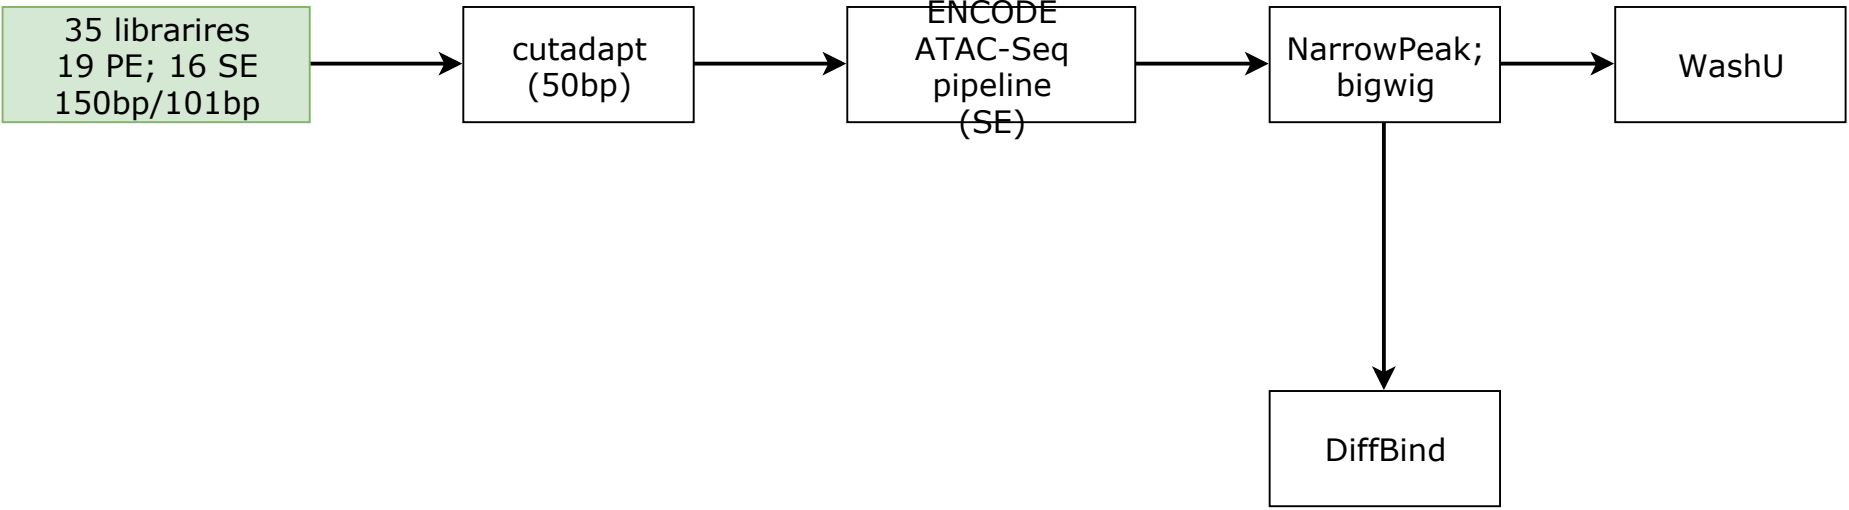 35 librarires
19 PE; 16 SE
150bp/101bp
cutadapt
(50bp)
ENCODE
ATAC-Seq
pipeline
(SE)
NarrowPeak;
bigwig
WashU
DiffBind